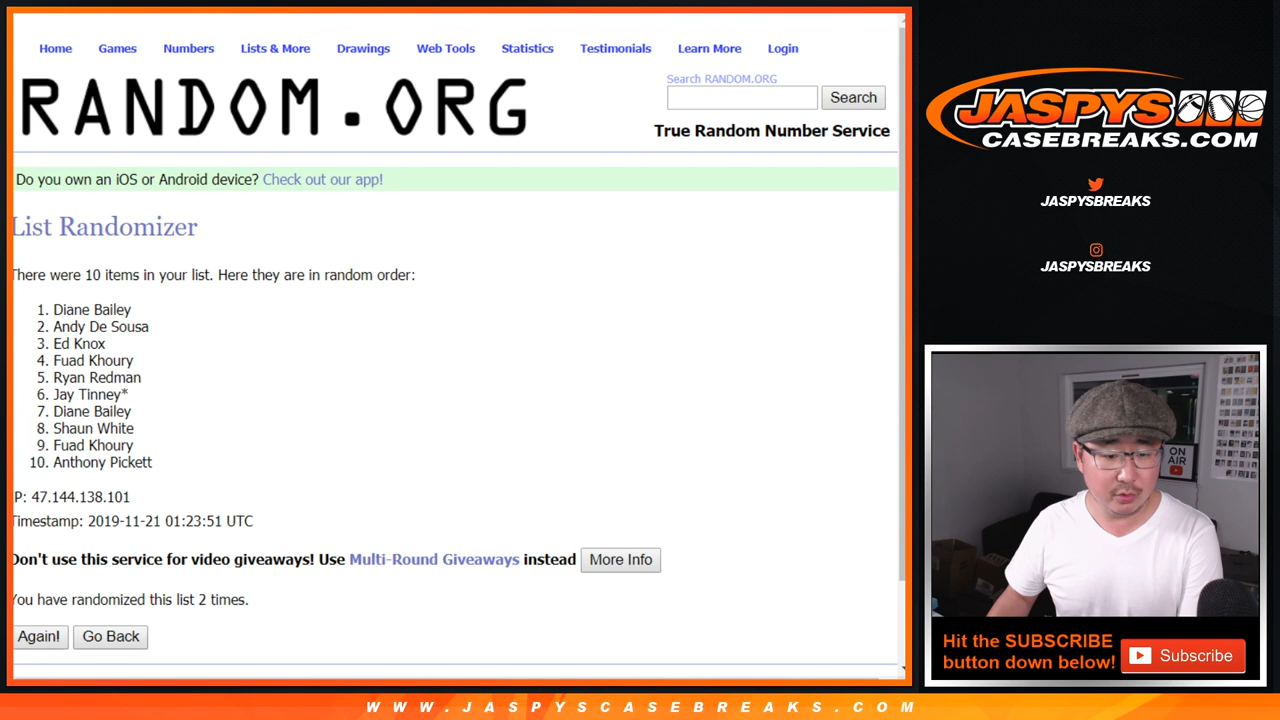 Home Games Numbers Lists & More Drawings Web Tools Statistics Testimonials Learn More Login
RANDOM.ORG
Search RANDOM.ORG
Search
True Random Number Service
Do you own an iOS or Android device? Check out our app!
List Randomizer
There were 10 items in your list. Here they are in random order:
1. Diane Bailey
2. Andy De Sousa
3. Ed Knox
4. Fuad Khoury
5. Ryan Redman
6. Jay Tinney*
7. Diane Bailey
8. Shaun White
9. Fuad Khoury
10. Anthony Pickett
IP: 47.144.138.101
Timestamp: 2019-11-21 01:23:51 UTC
Don't use this service for video giveaways! Use Multi-Round Giveaways instead More Info
You have randomized this list 2 times.
Again! Go Back
JASPYS
CASEBREAKS.COM
JASPYSBREAKS
JASPYSBREAKS
ON
AIR
Hit the SUBSCRIBE
button down below!
Subscribe
WWW.JASPYSCASEBREAKS.COM